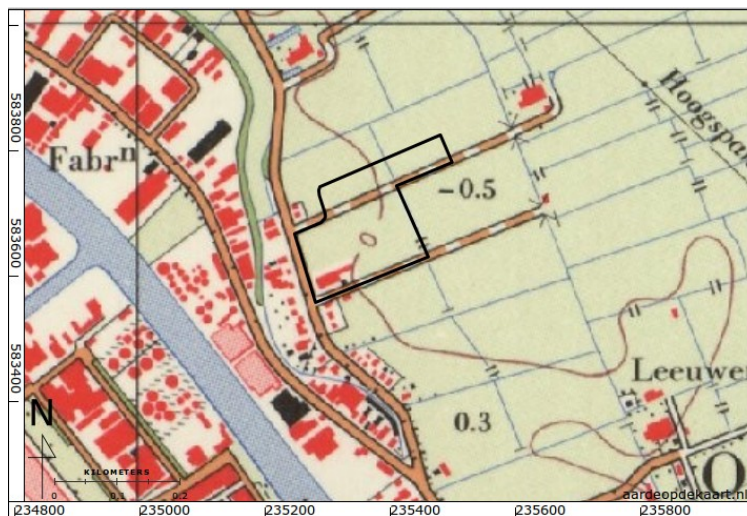 Fabrⁿ
Hoogspa
-0.5
Leeuwer
0.3
O
N
KILOMETERS
0 0,1 0,2
583800
583600
583400
aardeopdekaart.nl
234800 235000 235200 235400 235600 235800